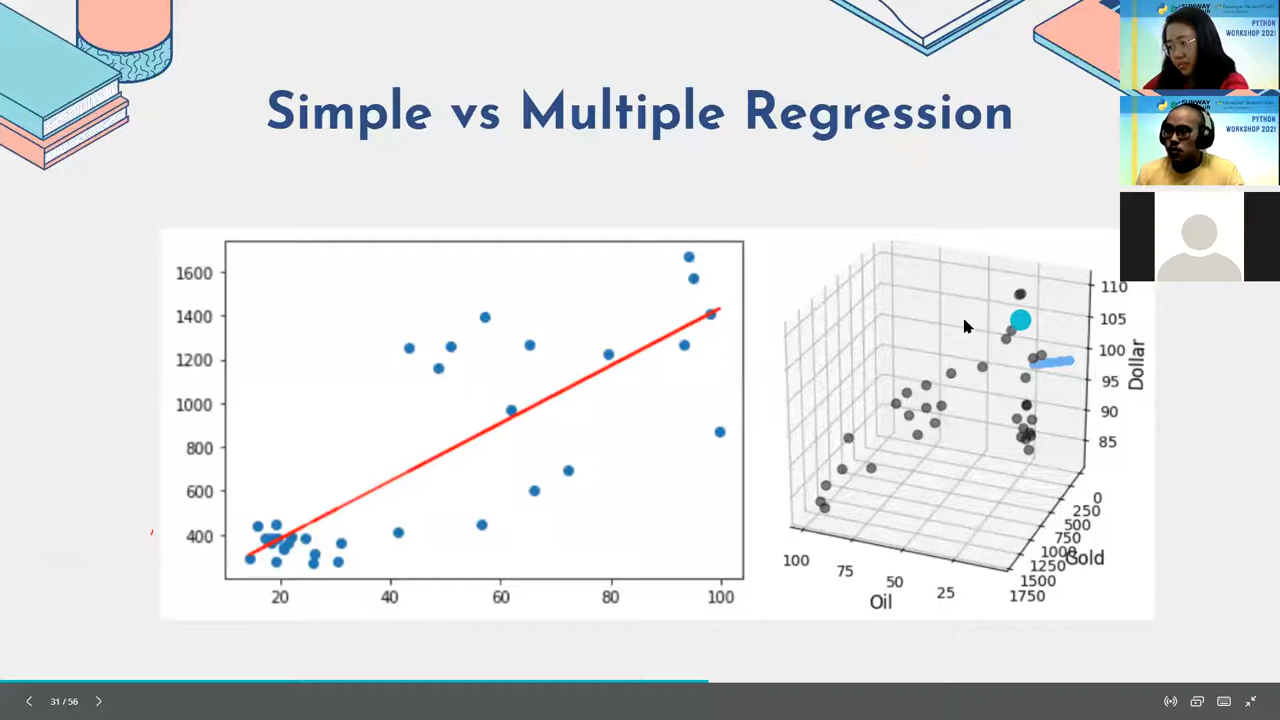 Simple vs Multiple Regression
SUNWAY
PYTHON
WORKSHOP 2021
SUNWAY
PYTHON
WORKSHOP 2021
1600
1400
1200
1000
800
600
400
20 40 60 80 100
110
105
100
95
90
85
Dollar
0
250
500
750
1000
1250
1500
1750
Gold
100 75 50 25
Oil
31 / 56